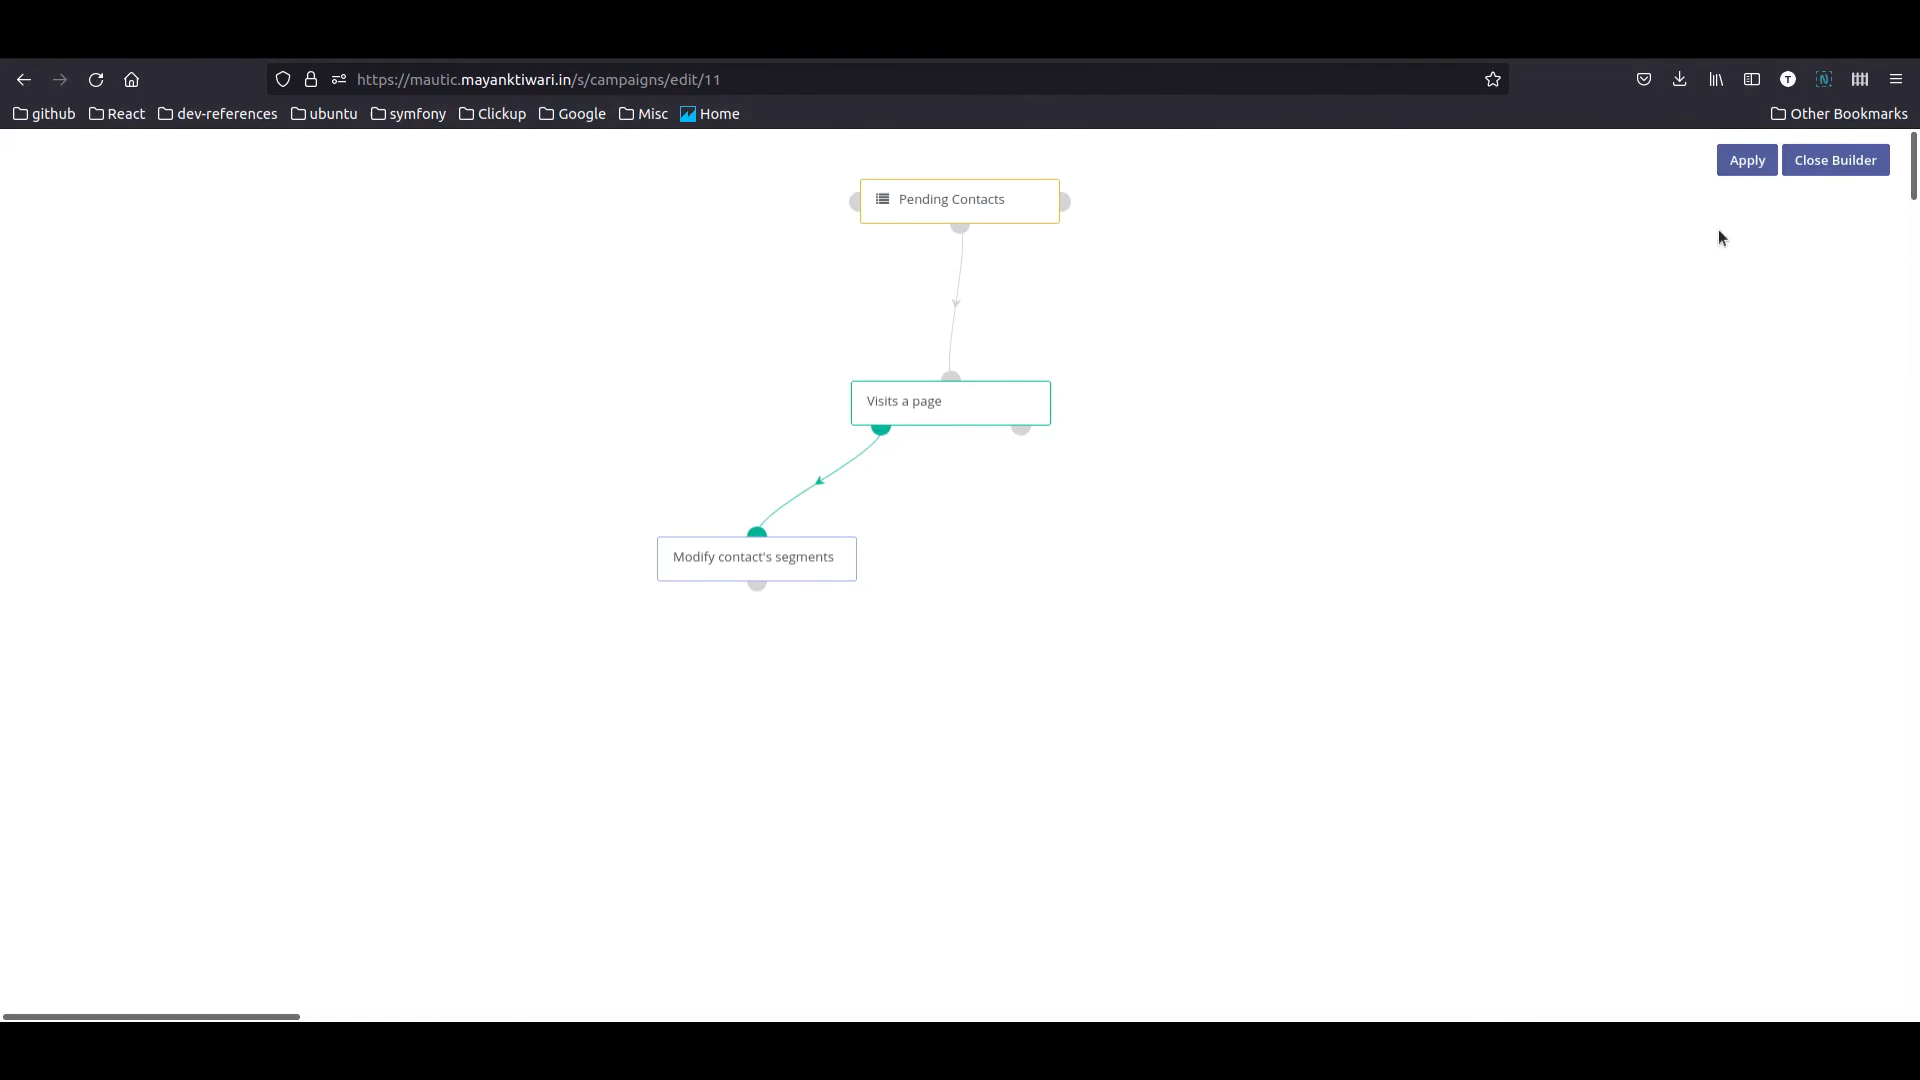 https://mautic.mayanktiwari.in/s/campaigns/edit/11
github React dev-references ubuntu symfony Clickup Google Misc Home Other Bookmarks
Apply Close Builder
Pending Contacts
Visits a page
Modify contact's segments